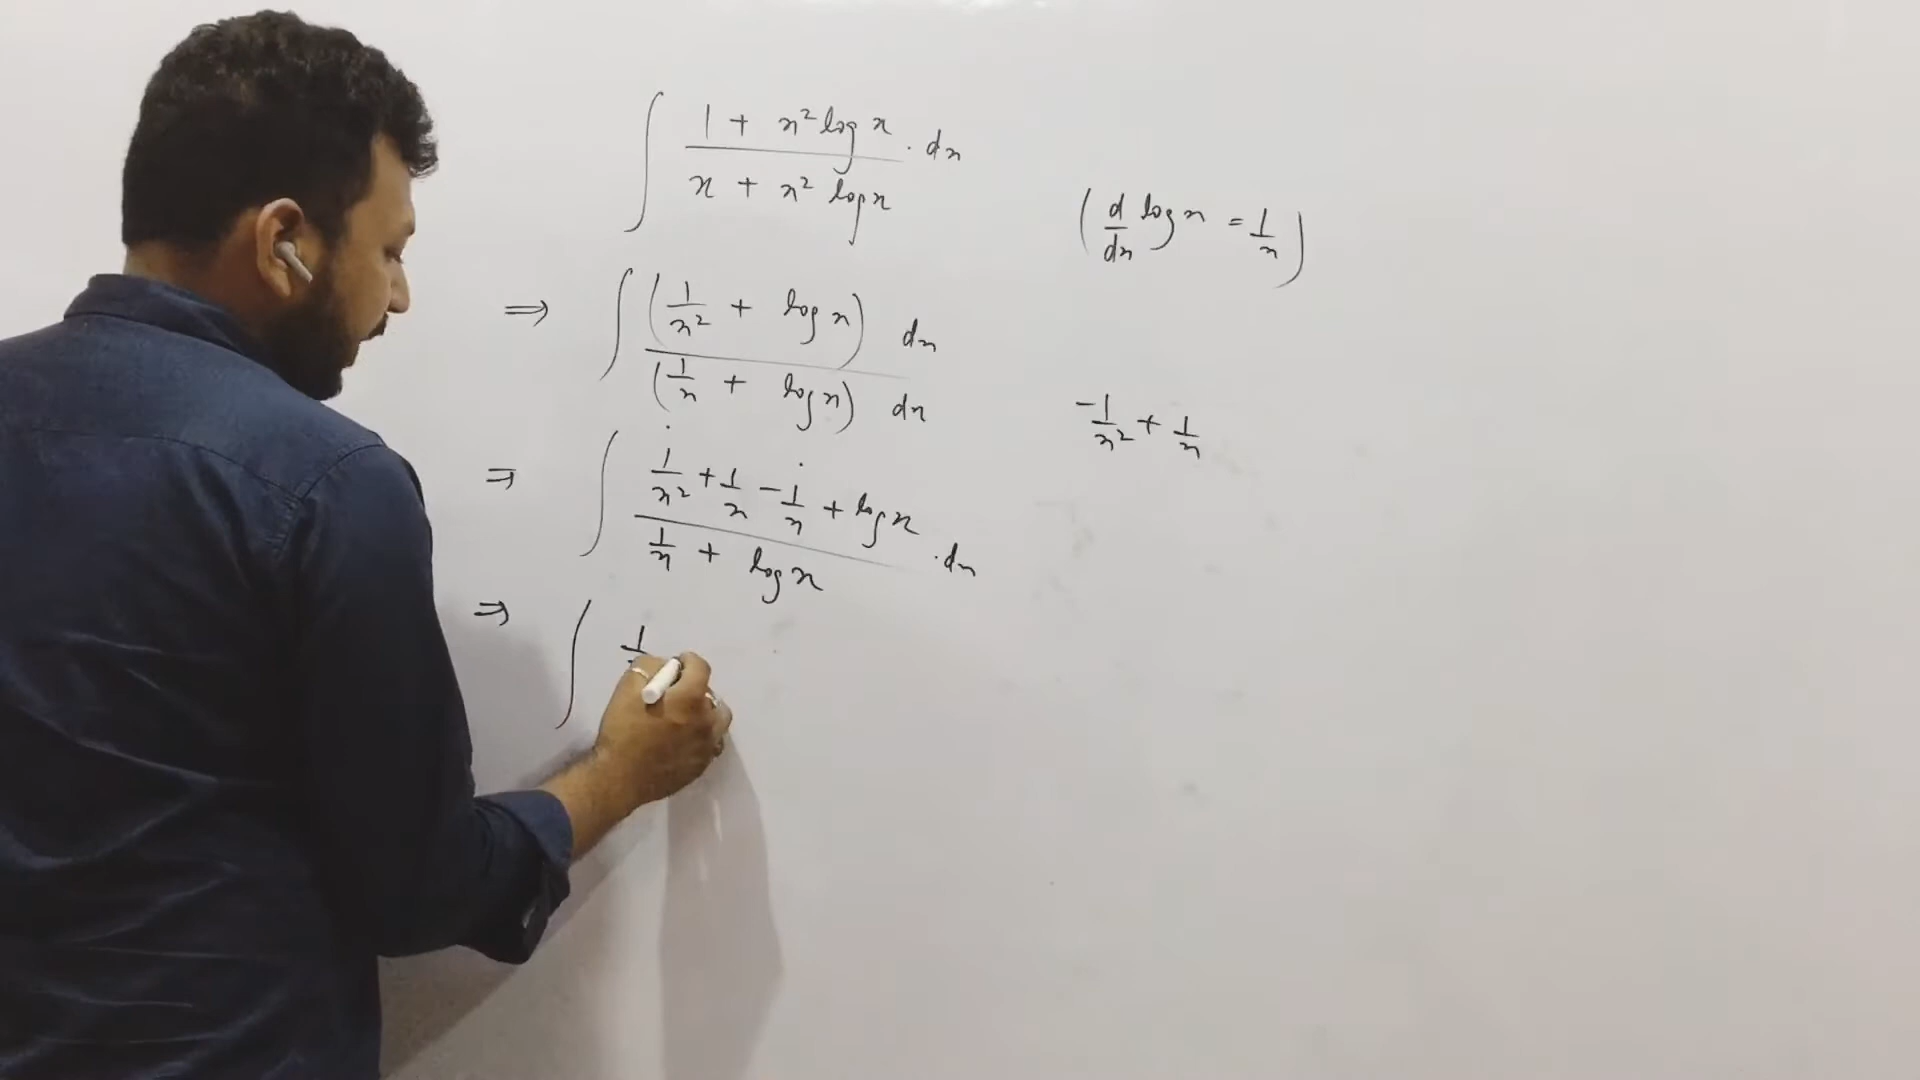 ∫ (1 + x² log x)/(x + x² log x) . dx
( d/dx log x = 1/x )
⇒ ∫ (1/x² + log x) dx / (1/x + log x) dx
-1/x² + 1/x
⇒ ∫ (1/x² + 1/x - 1/x + log x)/(1/x + log x) . dx
⇒ ∫ 1